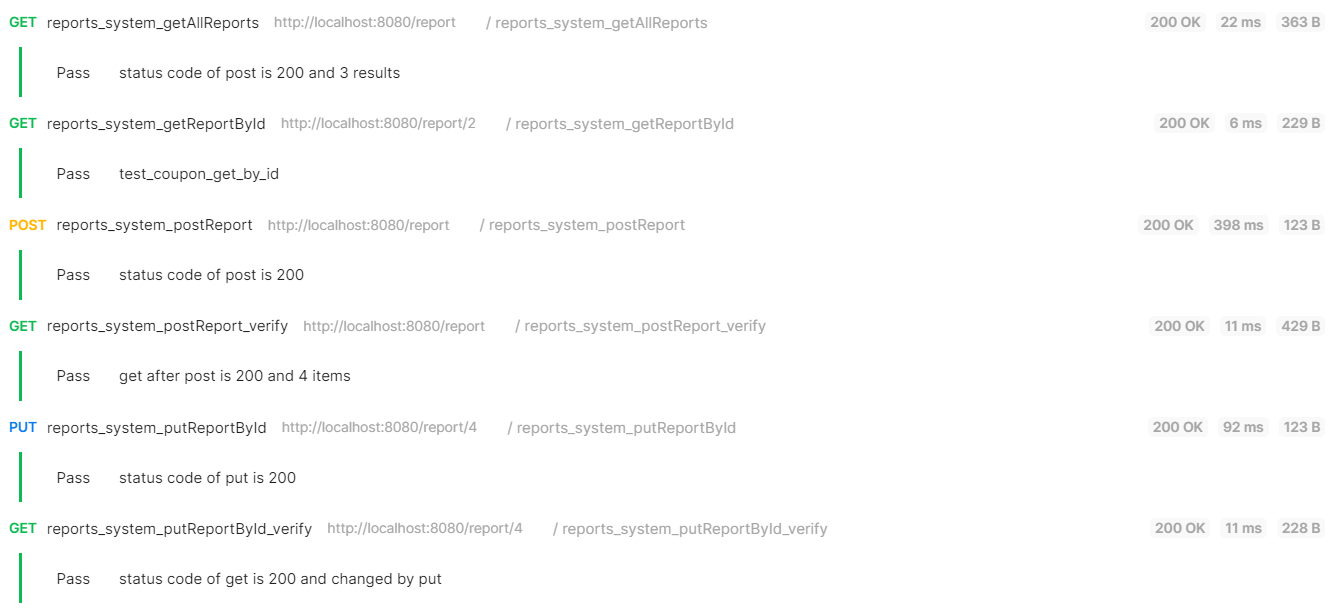 GET reports_system_getAllReports http://localhost:8080/report / reports_system_getAllReports 200 OK 22 ms 363 B
Pass status code of post is 200 and 3 results
GET reports_system_getReportById http://localhost:8080/report/2 / reports_system_getReportById 200 OK 6 ms 229 B
Pass test_coupon_get_by_id
POST reports_system_postReport http://localhost:8080/report / reports_system_postReport 200 OK 398 ms 123 B
Pass status code of post is 200
GET reports_system_postReport_verify http://localhost:8080/report / reports_system_postReport_verify 200 OK 11 ms 429 B
Pass get after post is 200 and 4 items
PUT reports_system_putReportById http://localhost:8080/report/4 / reports_system_putReportById 200 OK 92 ms 123 B
Pass status code of put is 200
GET reports_system_putReportById_verify http://localhost:8080/report/4 / reports_system_putReportById_verify 200 OK 11 ms 228 B
Pass status code of get is 200 and changed by put